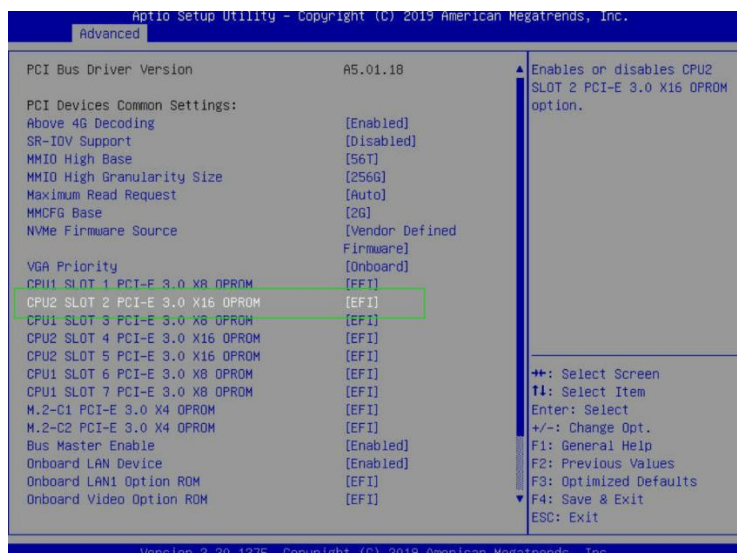 Aptio Setup Utility – Copyright (C) 2019 American Megatrends, Inc.
Advanced
PCI Bus Driver Version A5.01.18
PCI Devices Common Settings:
Above 4G Decoding [Enabled]
SR-IOV Support [Disabled]
MMIO High Base [56T]
MMIO High Granularity Size [256G]
Maximum Read Request [Auto]
MMCFG Base [2G]
NVMe Firmware Source [Vendor Defined
Firmware]
VGA Priority [Onboard]
CPU1 SLOT 1 PCI-E 3.0 X8 OPROM [EFI]
CPU2 SLOT 2 PCI-E 3.0 X16 OPROM [EFI]
CPU1 SLOT 3 PCI-E 3.0 X8 OPROM [EFI]
CPU2 SLOT 4 PCI-E 3.0 X16 OPROM [EFI]
CPU2 SLOT 5 PCI-E 3.0 X16 OPROM [EFI]
CPU1 SLOT 6 PCI-E 3.0 X8 OPROM [EFI]
CPU1 SLOT 7 PCI-E 3.0 X8 OPROM [EFI]
M.2-C1 PCI-E 3.0 X4 OPROM [EFI]
M.2-C2 PCI-E 3.0 X4 OPROM [EFI]
Bus Master Enable [Enabled]
Onboard LAN Device [Enabled]
Onboard LAN1 Option ROM [EFI]
Onboard Video Option ROM [EFI]
Enables or disables CPU2
SLOT 2 PCI-E 3.0 X16 OPROM
option.
→←: Select Screen
↑↓: Select Item
Enter: Select
+/-: Change Opt.
F1: General Help
F2: Previous Values
F3: Optimized Defaults
F4: Save & Exit
ESC: Exit
Version 2.20.1275. Copyright (C) 2019 American Megatrends, Inc.